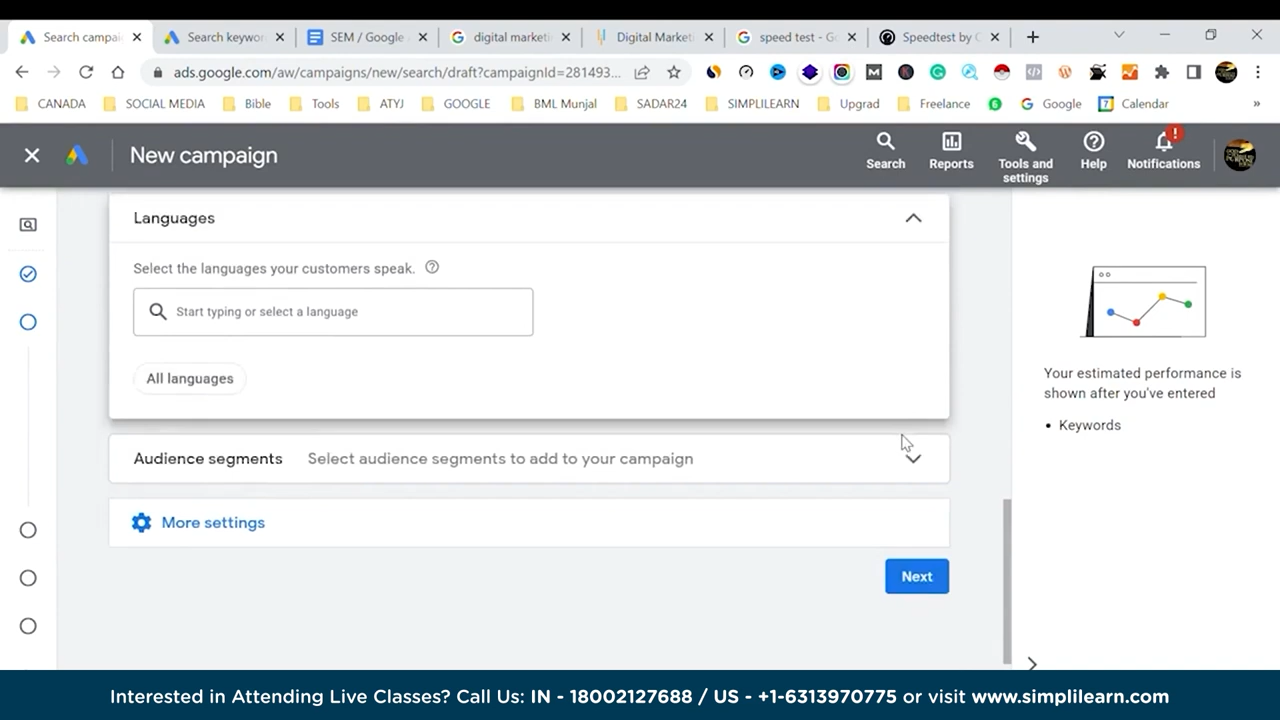 Search campai
Search keywor
SEM / Google
digital marketi
Digital Marketi
speed test - Go
Speedtest by O
ads.google.com/aw/campaigns/new/search/draft?campaignId=281493...
CANADA
SOCIAL MEDIA
Bible
Tools
ATYJ
GOOGLE
BML Munjal
SADAR24
SIMPLILEARN
Upgrad
Freelance
Google
Calendar
»
New campaign
Search
Reports
Tools and
settings
Help
Notifications
Languages
Select the languages your customers speak.
Start typing or select a language
All languages
Audience segments Select audience segments to add to your campaign
More settings
Next
Your estimated performance is
shown after you've entered
• Keywords
Interested in Attending Live Classes? Call Us: IN - 18002127688 / US - +1-6313970775 or visit www.simplilearn.com